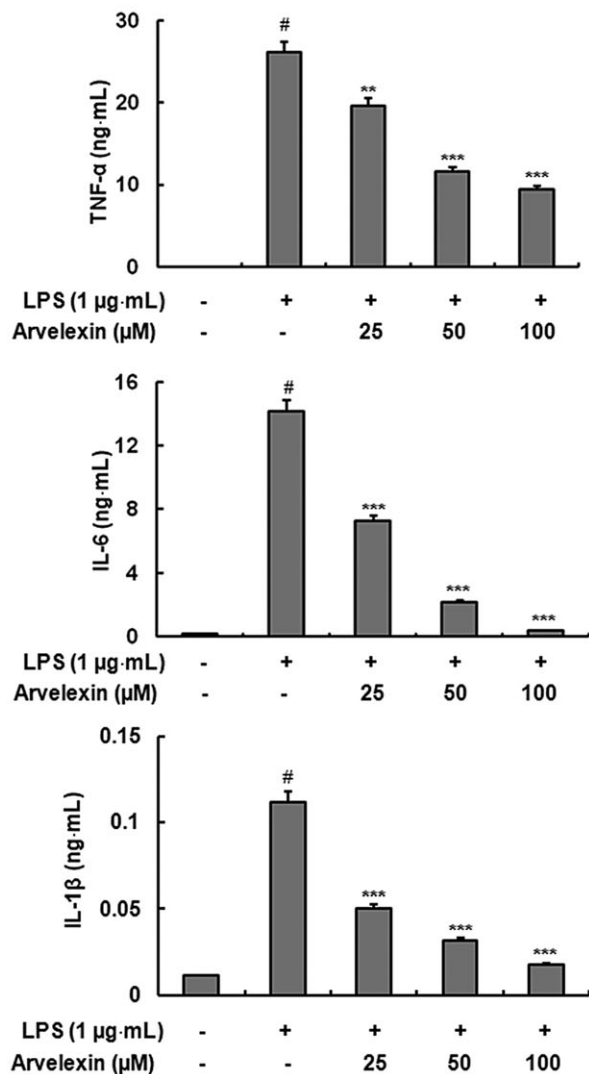 30
#
TNF-α (ng·mL)
20
**
***
***
10
0
LPS (1 µg·mL) - + + + +
Arvelexin (µM) - - 25 50 100
16
#
12
IL-6 (ng·mL)
8
***
4
***
***
0
LPS (1 µg·mL) - + + + +
Arvelexin (µM) - - 25 50 100
0.15
#
IL-1β (ng·mL)
0.1
***
0.05
***
***
0
LPS (1 µg·mL) - + + + +
Arvelexin (µM) - - 25 50 100